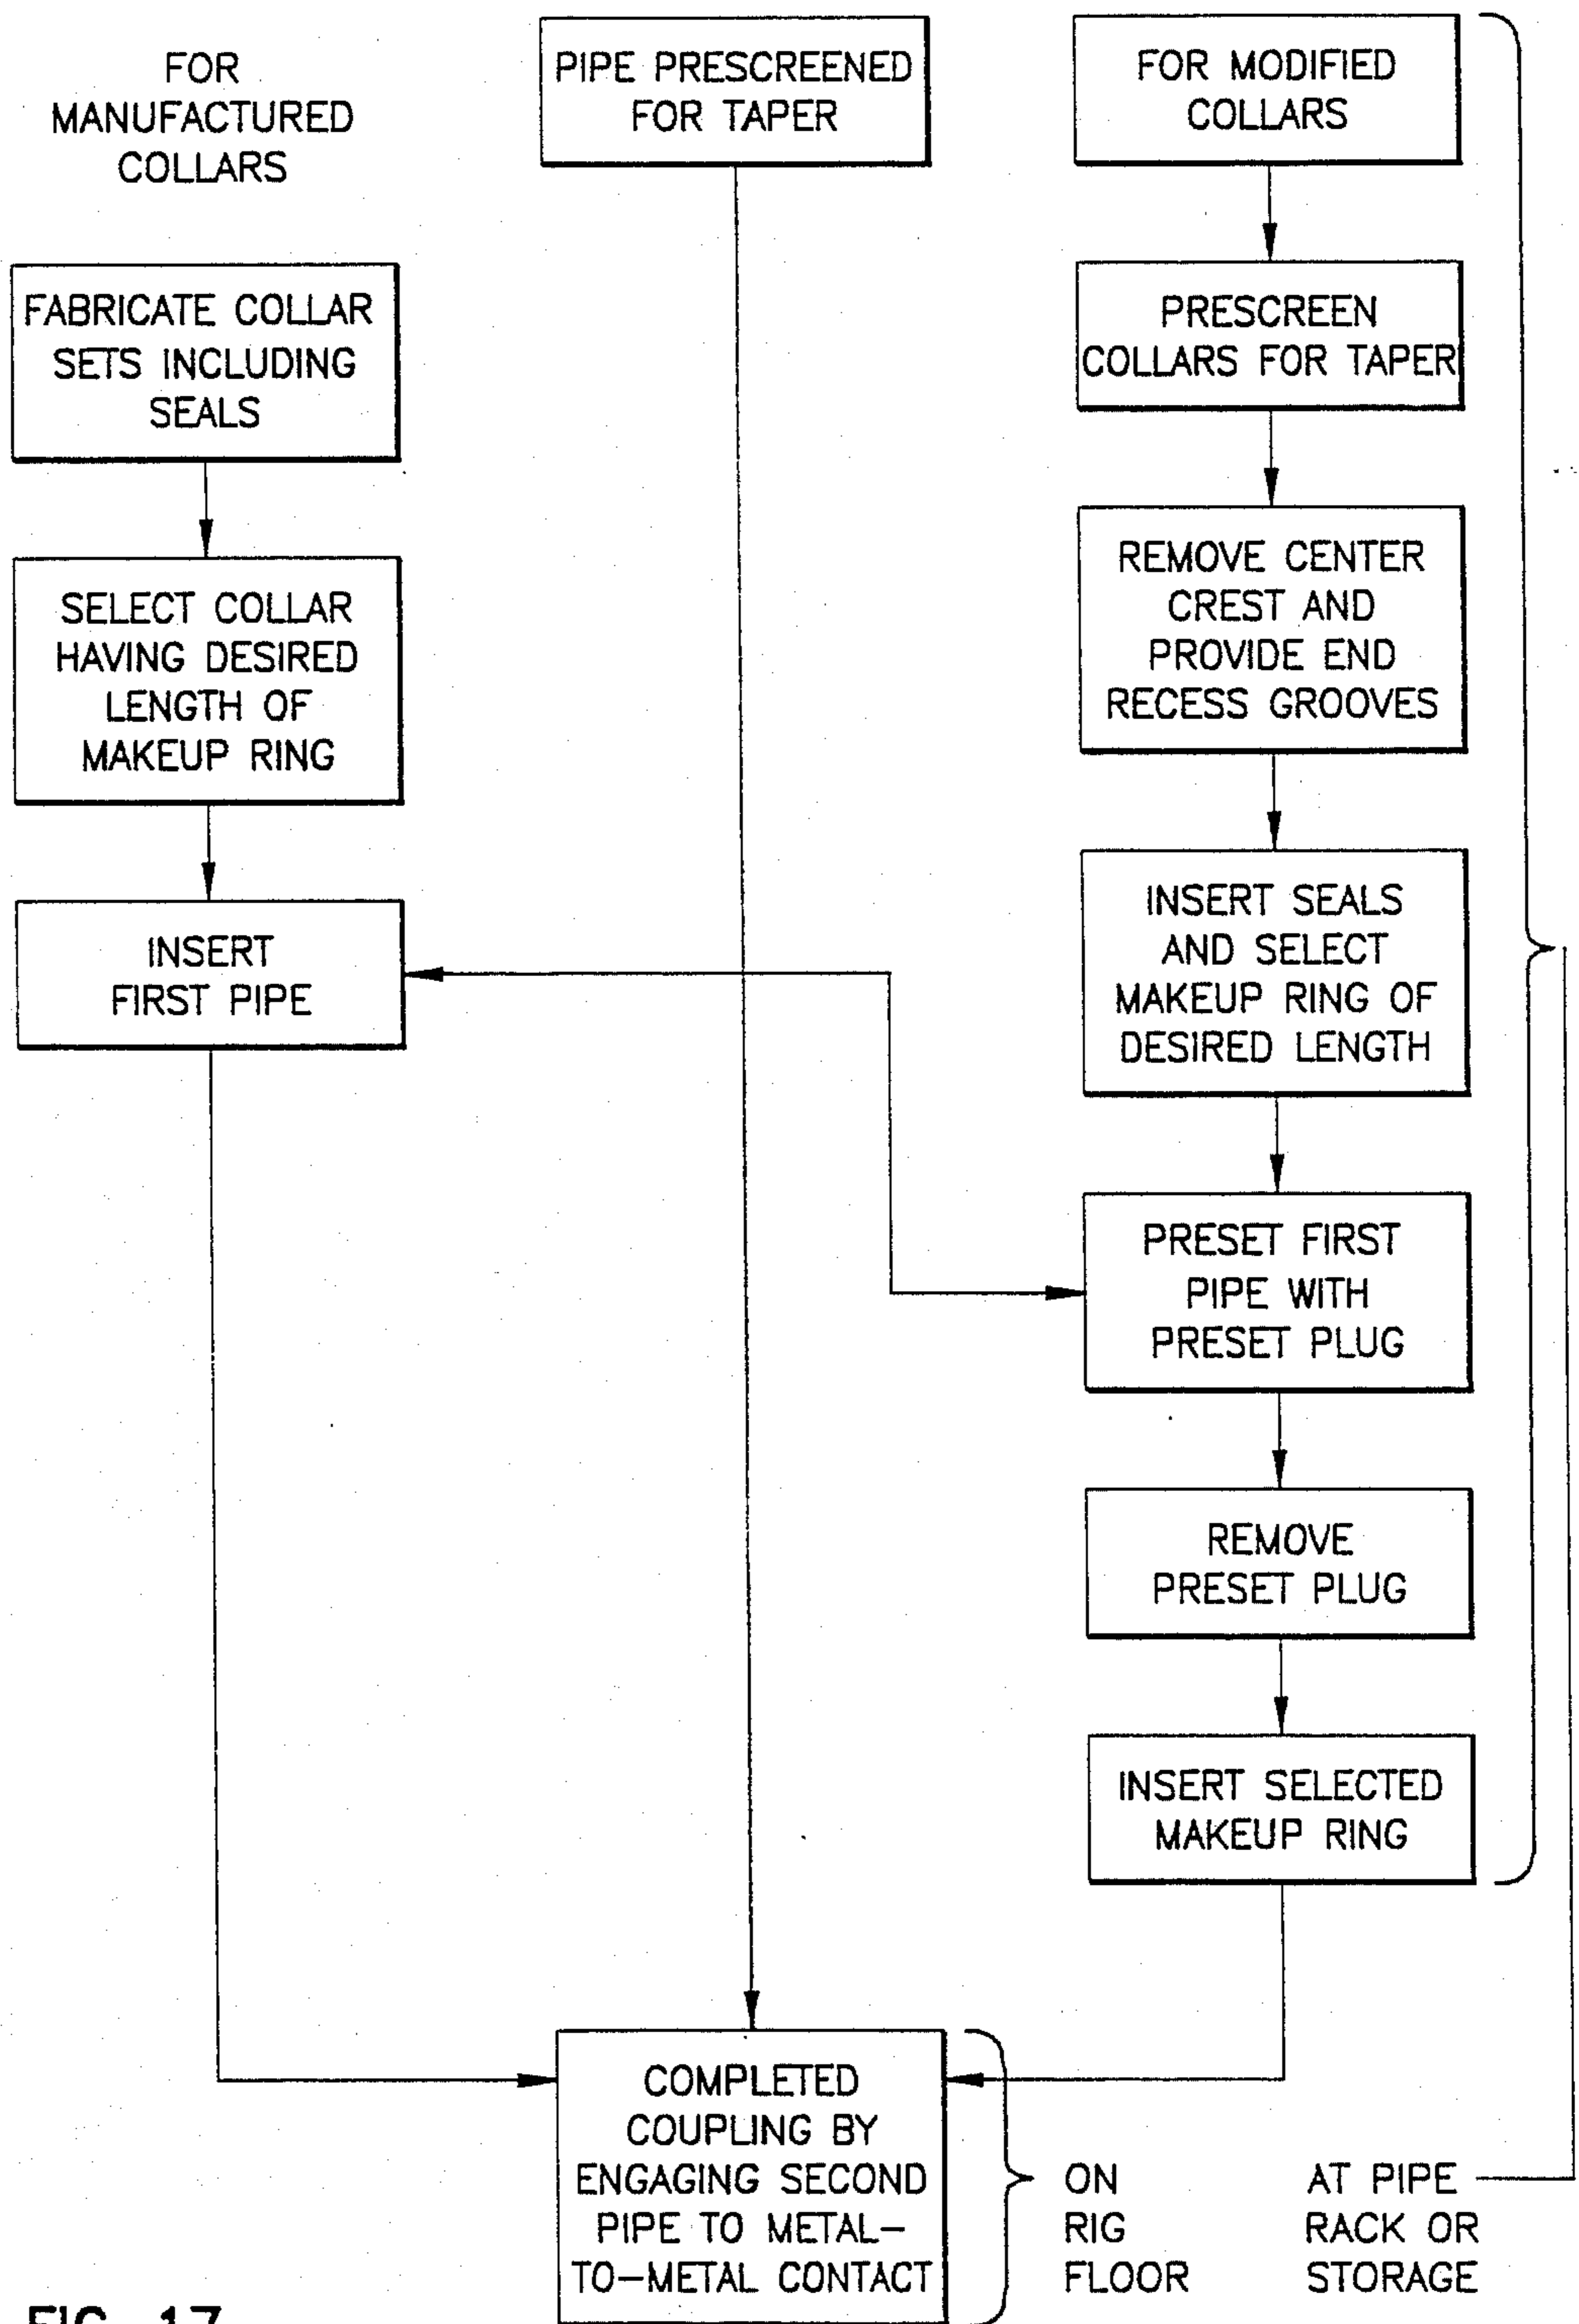 FOR
MANUFACTURED
COLLARS
FABRICATE COLLAR
SETS INCLUDING
SEALS
SELECT COLLAR
HAVING DESIRED
LENGTH OF
MAKEUP RING
INSERT
FIRST PIPE
PIPE PRESCREENED
FOR TAPER
FOR MODIFIED
COLLARS
PRESCREEN
COLLARS FOR TAPER
REMOVE CENTER
CREST AND
PROVIDE END
RECESS GROOVES
INSERT SEALS
AND SELECT
MAKEUP RING OF
DESIRED LENGTH
PRESET FIRST
PIPE WITH
PRESET PLUG
REMOVE
PRESET PLUG
INSERT SELECTED
MAKEUP RING
COMPLETED
COUPLING BY
ENGAGING SECOND
PIPE TO METAL-
TO-METAL CONTACT
ON
RIG
FLOOR
AT PIPE
RACK OR
STORAGE
FIG. 17